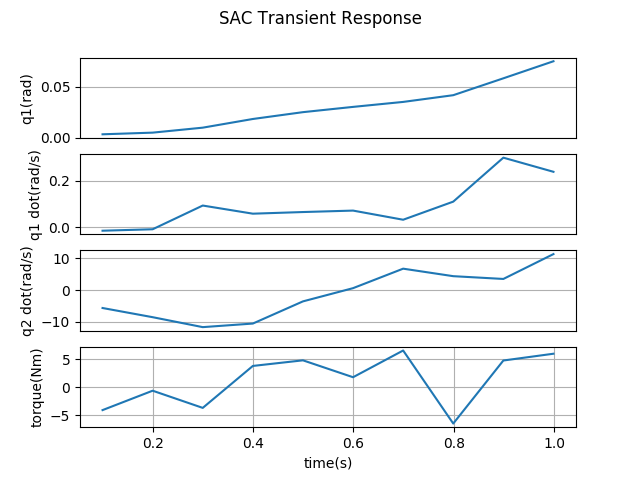 SAC Transient Response
q1(rad)
0.05
0.00
q1 dot(rad/s)
0.2
0.0
q2 dot(rad/s)
10
0
−10
torque(Nm)
5
0
−5
0.2 0.4 0.6 0.8 1.0
time(s)